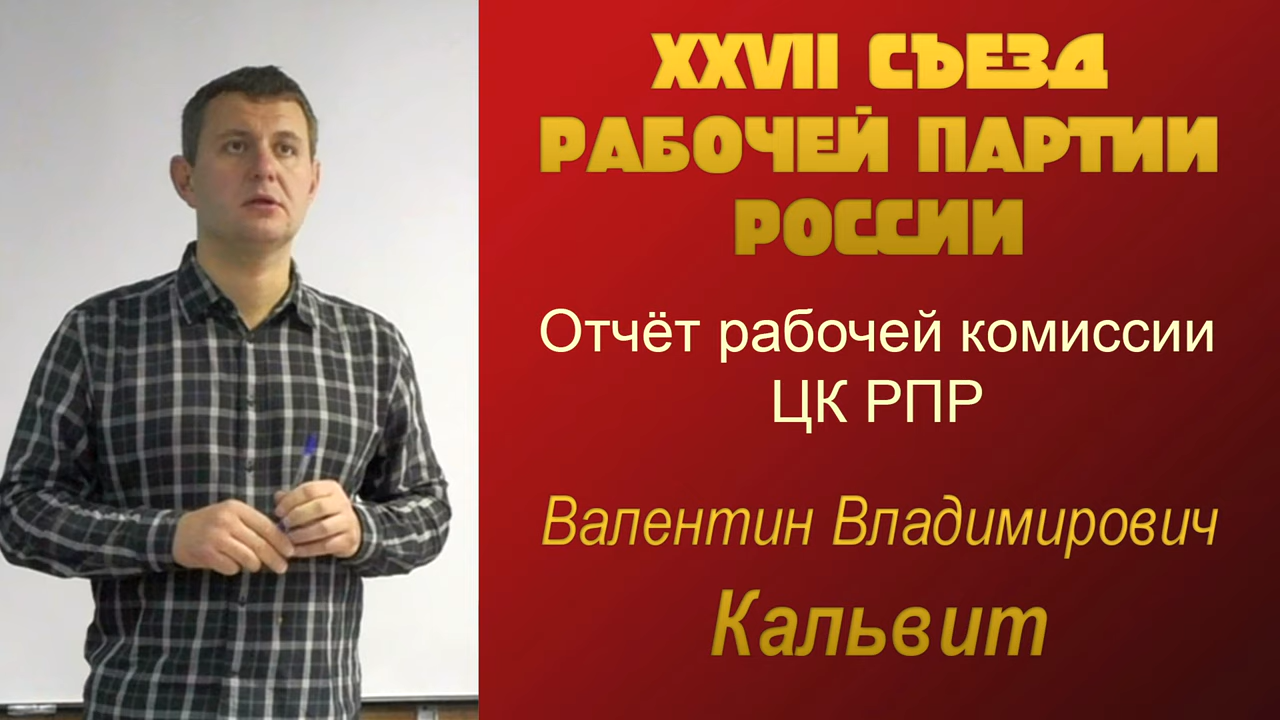 XXVII СЪЕЗД
РАБОЧЕЙ ПАРТИИ
РОССИИ
Отчёт рабочей комиссии
ЦК РПР
Валентин Владимирович
Кальвит